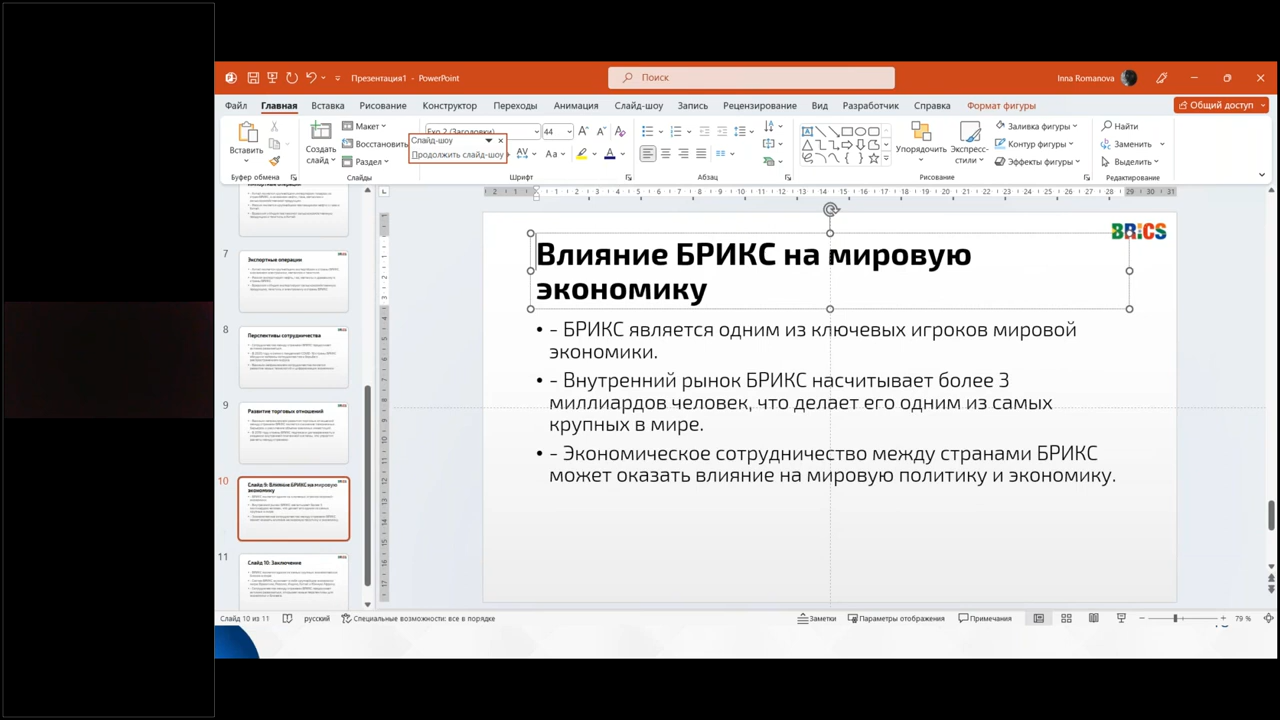 Презентация1 - PowerPoint
Поиск
Inna Romanova
Файл Главная Вставка Рисование Конструктор Переходы Анимация Слайд-шоу Запись Рецензирование Вид Разработчик Справка Формат фигуры Общий доступ
Вставить
Буфер обмена
Создать слайд
Макет
Восстановить
Раздел
Слайды
44
Слайд-шоу
Продолжить слайд-шоу
Шрифт
Абзац
Упорядочить
Экспресс-стили
Заливка фигуры
Контур фигуры
Эффекты фигуры
Рисование
Найти
Заменить
Выделить
Редактирование
7
Экспортные операции
8
Перспективы сотрудничества
9
Развитие торговых отношений
10
Слайд 9: Влияние БРИКС на мировую
экономику
11
Слайд 10: Заключение
BRICS
Влияние БРИКС на мировую
экономику
• - БРИКС является одним из ключевых игроков в мировой
экономики.
• Внутренний рынок БРИКС насчитывает более 3
миллиардов человек, что делает его одним из самых
крупных в мире.
• - Экономическое сотрудничество между странами БРИКС
может оказать влияние на мировую политику и экономику.
Слайд 10 из 11
русский
Специальные возможности: все в порядке
Заметки
Параметры отображения
Примечания
79 %